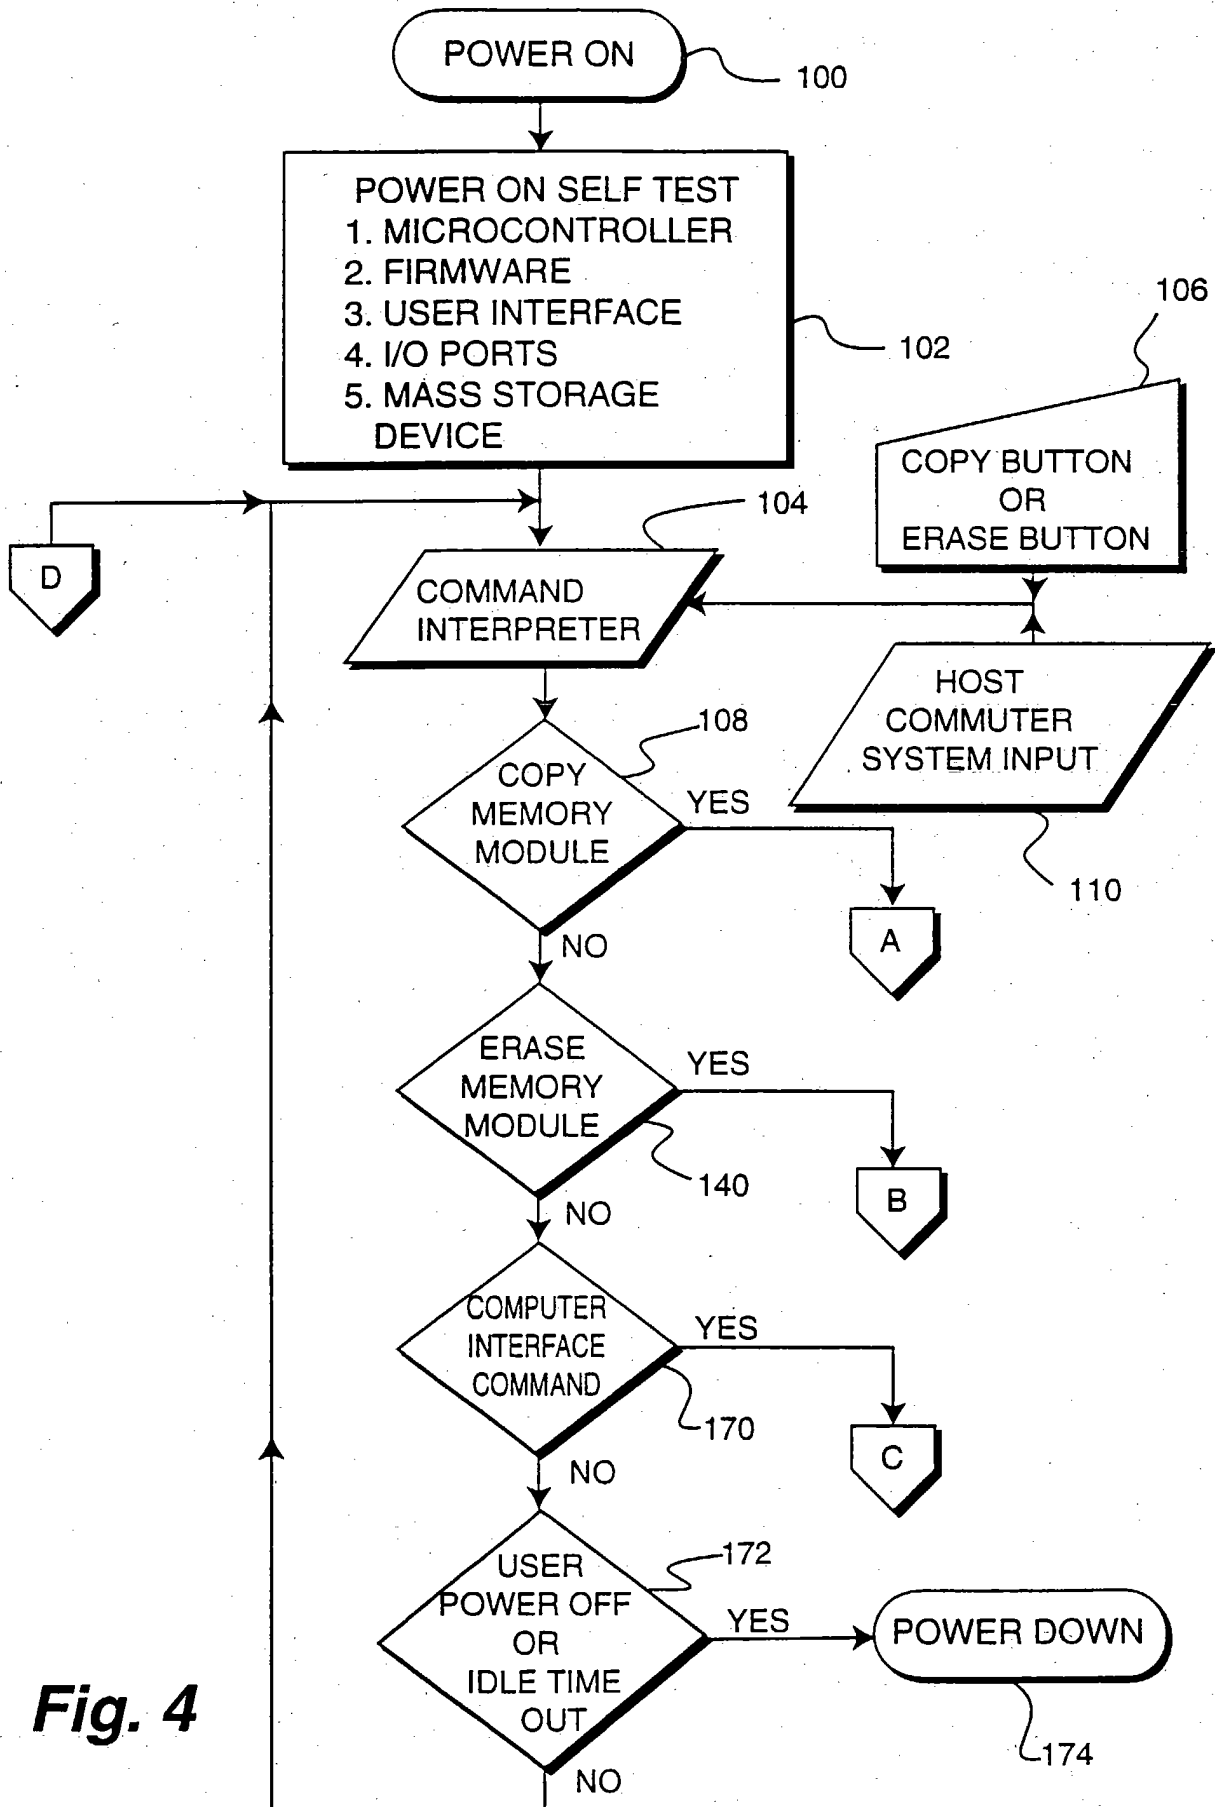 POWER ON
100
POWER ON SELF TEST
1. MICROCONTROLLER
2. FIRMWARE
3. USER INTERFACE
4. I/O PORTS
5. MASS STORAGE
DEVICE
102
106
COPY BUTTON
OR
ERASE BUTTON
104
D
COMMAND
INTERPRETER
HOST
COMMUTER
SYSTEM INPUT
110
108
COPY
MEMORY
MODULE
YES
A
NO
ERASE
MEMORY
MODULE
YES
140
B
NO
COMPUTER
INTERFACE
COMMAND
YES
170
C
NO
USER
POWER OFF
OR
IDLE TIME
OUT
172
YES
POWER DOWN
174
NO
Fig. 4